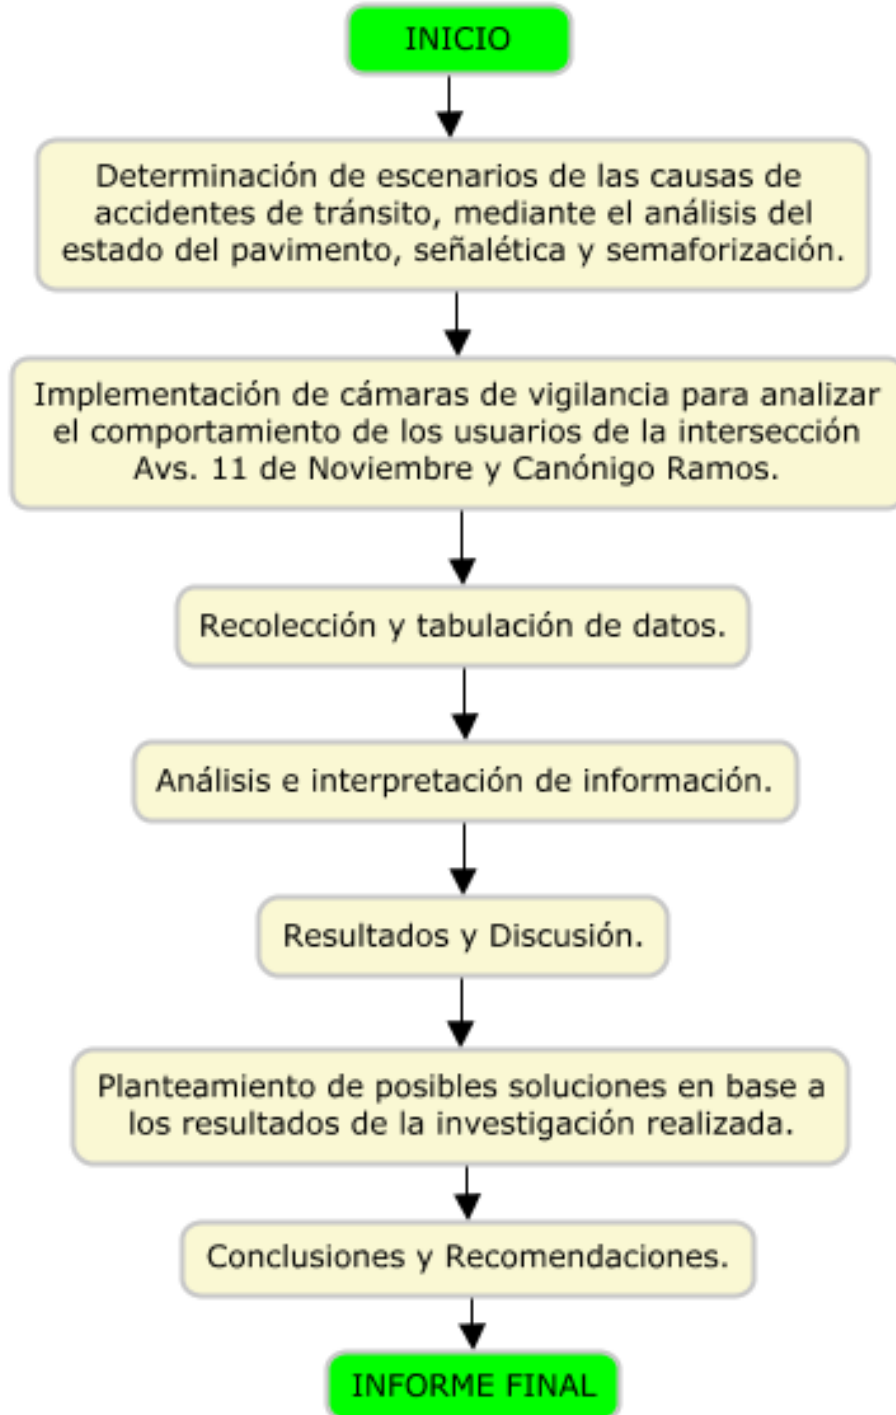 INICIO
Determinación de escenarios de las causas de
accidentes de tránsito, mediante el análisis del
estado del pavimento, señalética y semaforización.
Implementación de cámaras de vigilancia para analizar
el comportamiento de los usuarios de la intersección
Avs. 11 de Noviembre y Canónigo Ramos.
Recolección y tabulación de datos.
Análisis e interpretación de información.
Resultados y Discusión.
Planteamiento de posibles soluciones en base a
los resultados de la investigación realizada.
Conclusiones y Recomendaciones.
INFORME FINAL